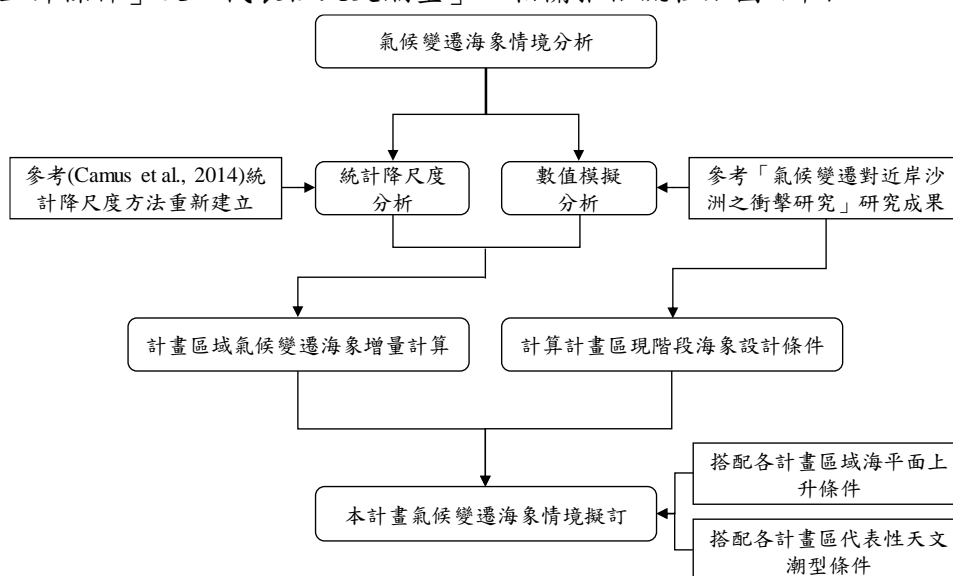 氣候變遷海象情境分析
參考(Camus et al., 2014)統
計降尺度方法重新建立
統計降尺度
分析
數值模擬
分析
參考「氣候變遷對近岸沙
洲之衝擊研究」研究成果
計畫區域氣候變遷海象增量計算
計算計畫區現階段海象設計條件
搭配各計畫區域海平面上
升條件
本計畫氣候變遷海象情境擬訂
搭配各計畫區代表性天文
潮型條件